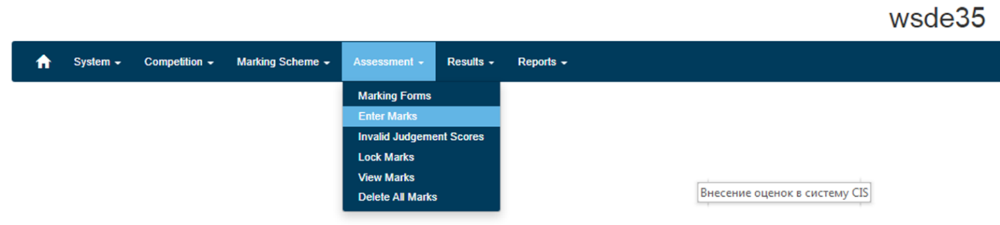 wsde35
System Competition Marking Scheme Assessment Results Reports
Marking Forms
Enter Marks
Invalid Judgement Scores
Lock Marks
View Marks
Delete All Marks
Внесение оценок в систему CIS